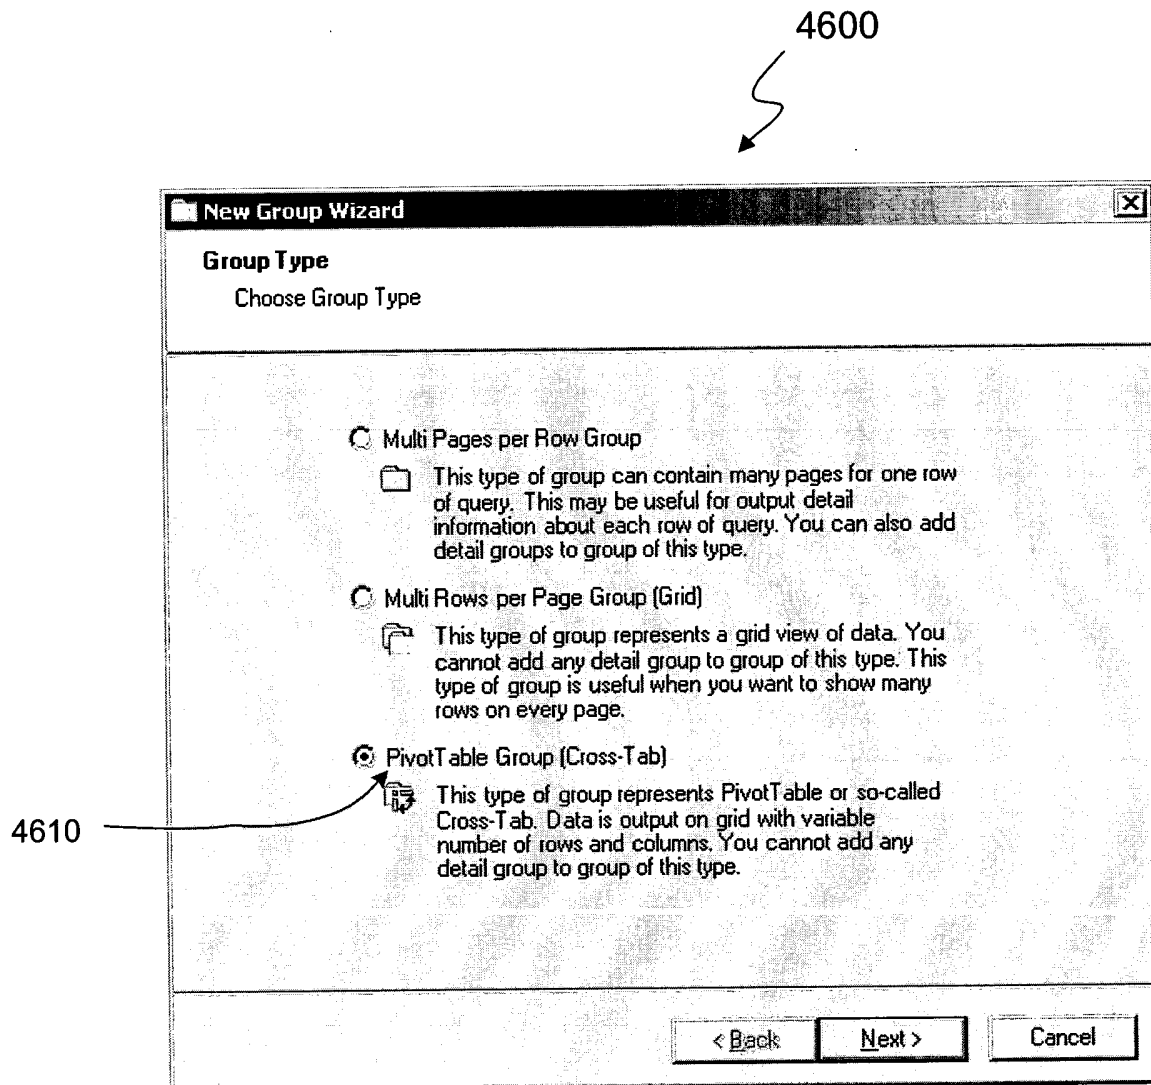 4600
New Group Wizard
Group Type
Choose Group Type
Multi Pages per Row Group
This type of group can contain many pages for one row
of query. This may be useful for output detail
information about each row of query. You can also add
detail groups to group of this type.
Multi Rows per Page Group (Grid)
This type of group represents a grid view of data. You
cannot add any detail group to group of this type. This
type of group is useful when you want to show many
rows on every page.
PivotTable Group (Cross-Tab)
This type of group represents PivotTable or so-called
Cross-Tab. Data is output on grid with variable
number of rows and columns. You cannot add any
detail group to group of this type.
4610
< Back
Next >
Cancel